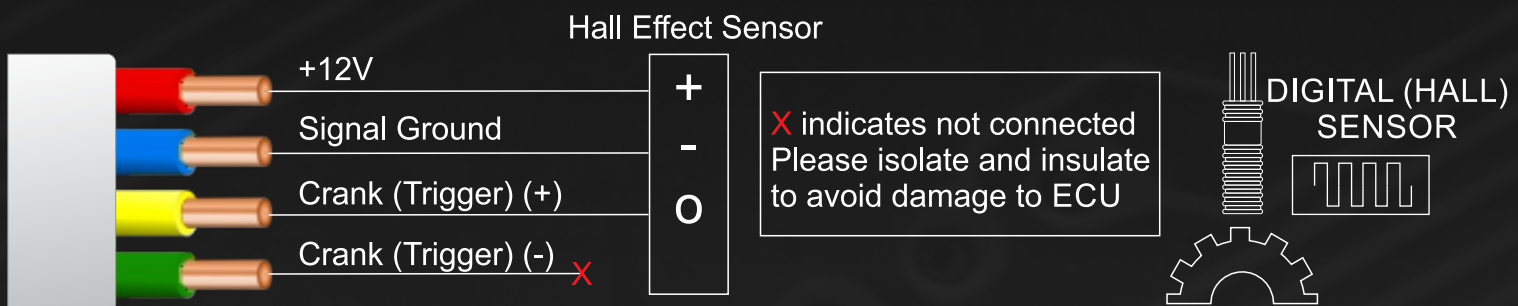 Hall Effect Sensor
+12V
+
Signal Ground
-
Crank (Trigger) (+)
o
Crank (Trigger) (-)
X
X indicates not connected
Please isolate and insulate
to avoid damage to ECU
DIGITAL (HALL)
SENSOR